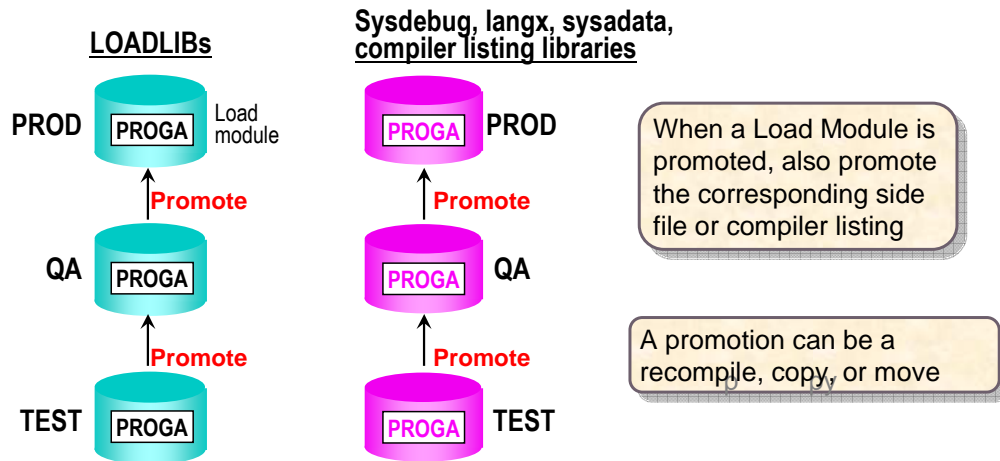 LOADLIBs
Sysdebug, langx, sysadata,
compiler listing libraries
PROD
PROGA
Load
module
PROGA
PROD
Promote
Promote
QA
PROGA
PROGA
QA
Promote
Promote
TEST
PROGA
PROGA
TEST
When a Load Module is
promoted, also promote
the corresponding side
file or compiler listing
A promotion can be a
recompile, copy, or move